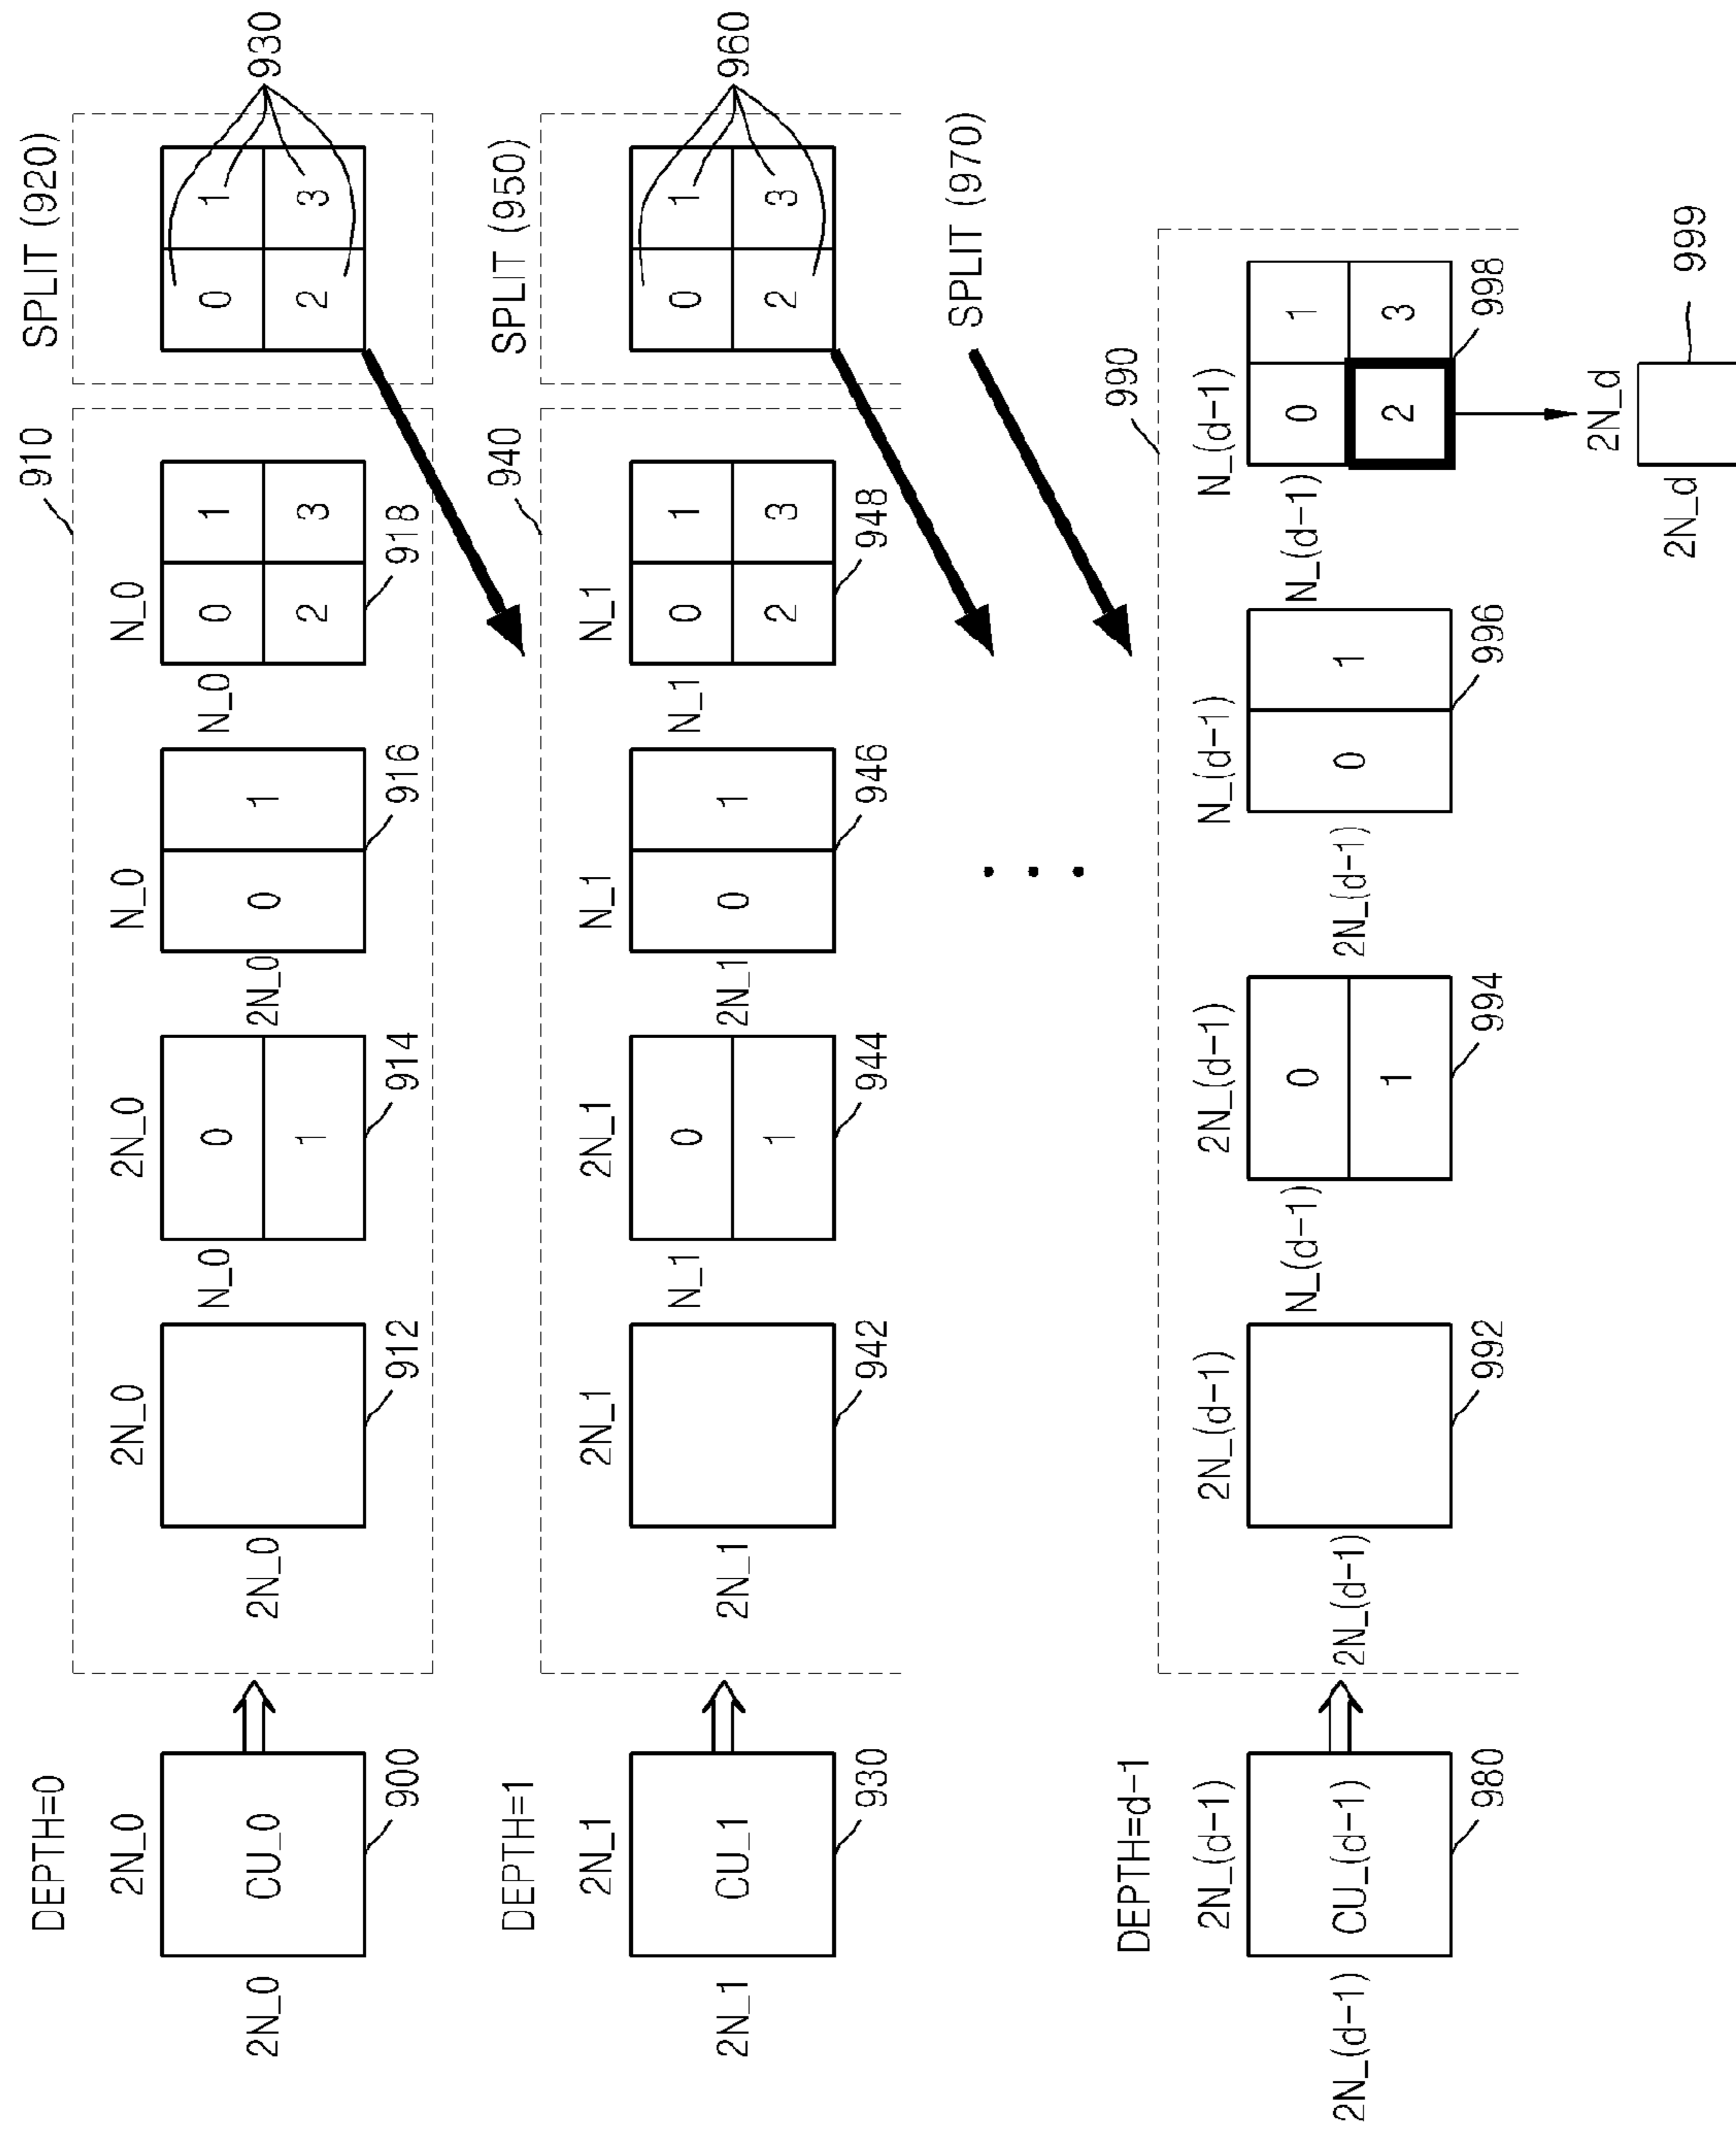 DEPTH=0
2N_0
2N_0
CU_0
900
910
2N_0
2N_0
912
2N_0
N_0
0
1
914
N_0
2N_0
0
1
916
N_0
N_0
0
1
2
3
918
SPLIT (920)
0
1
2
3
930
DEPTH=1
2N_1
2N_1
CU_1
930
940
2N_1
2N_1
942
2N_1
N_1
0
1
944
N_1
2N_1
0
1
946
N_1
N_1
0
1
2
3
948
SPLIT (950)
0
1
2
3
960
SPLIT (970)
DEPTH=d-1
2N_(d-1)
2N_(d-1)
CU_(d-1)
980
990
2N_(d-1)
2N_(d-1)
992
2N_(d-1)
N_(d-1)
0
1
994
N_(d-1)
2N_(d-1)
0
1
996
N_(d-1)
N_(d-1)
0
1
2
3
998
2N_d
2N_d
999